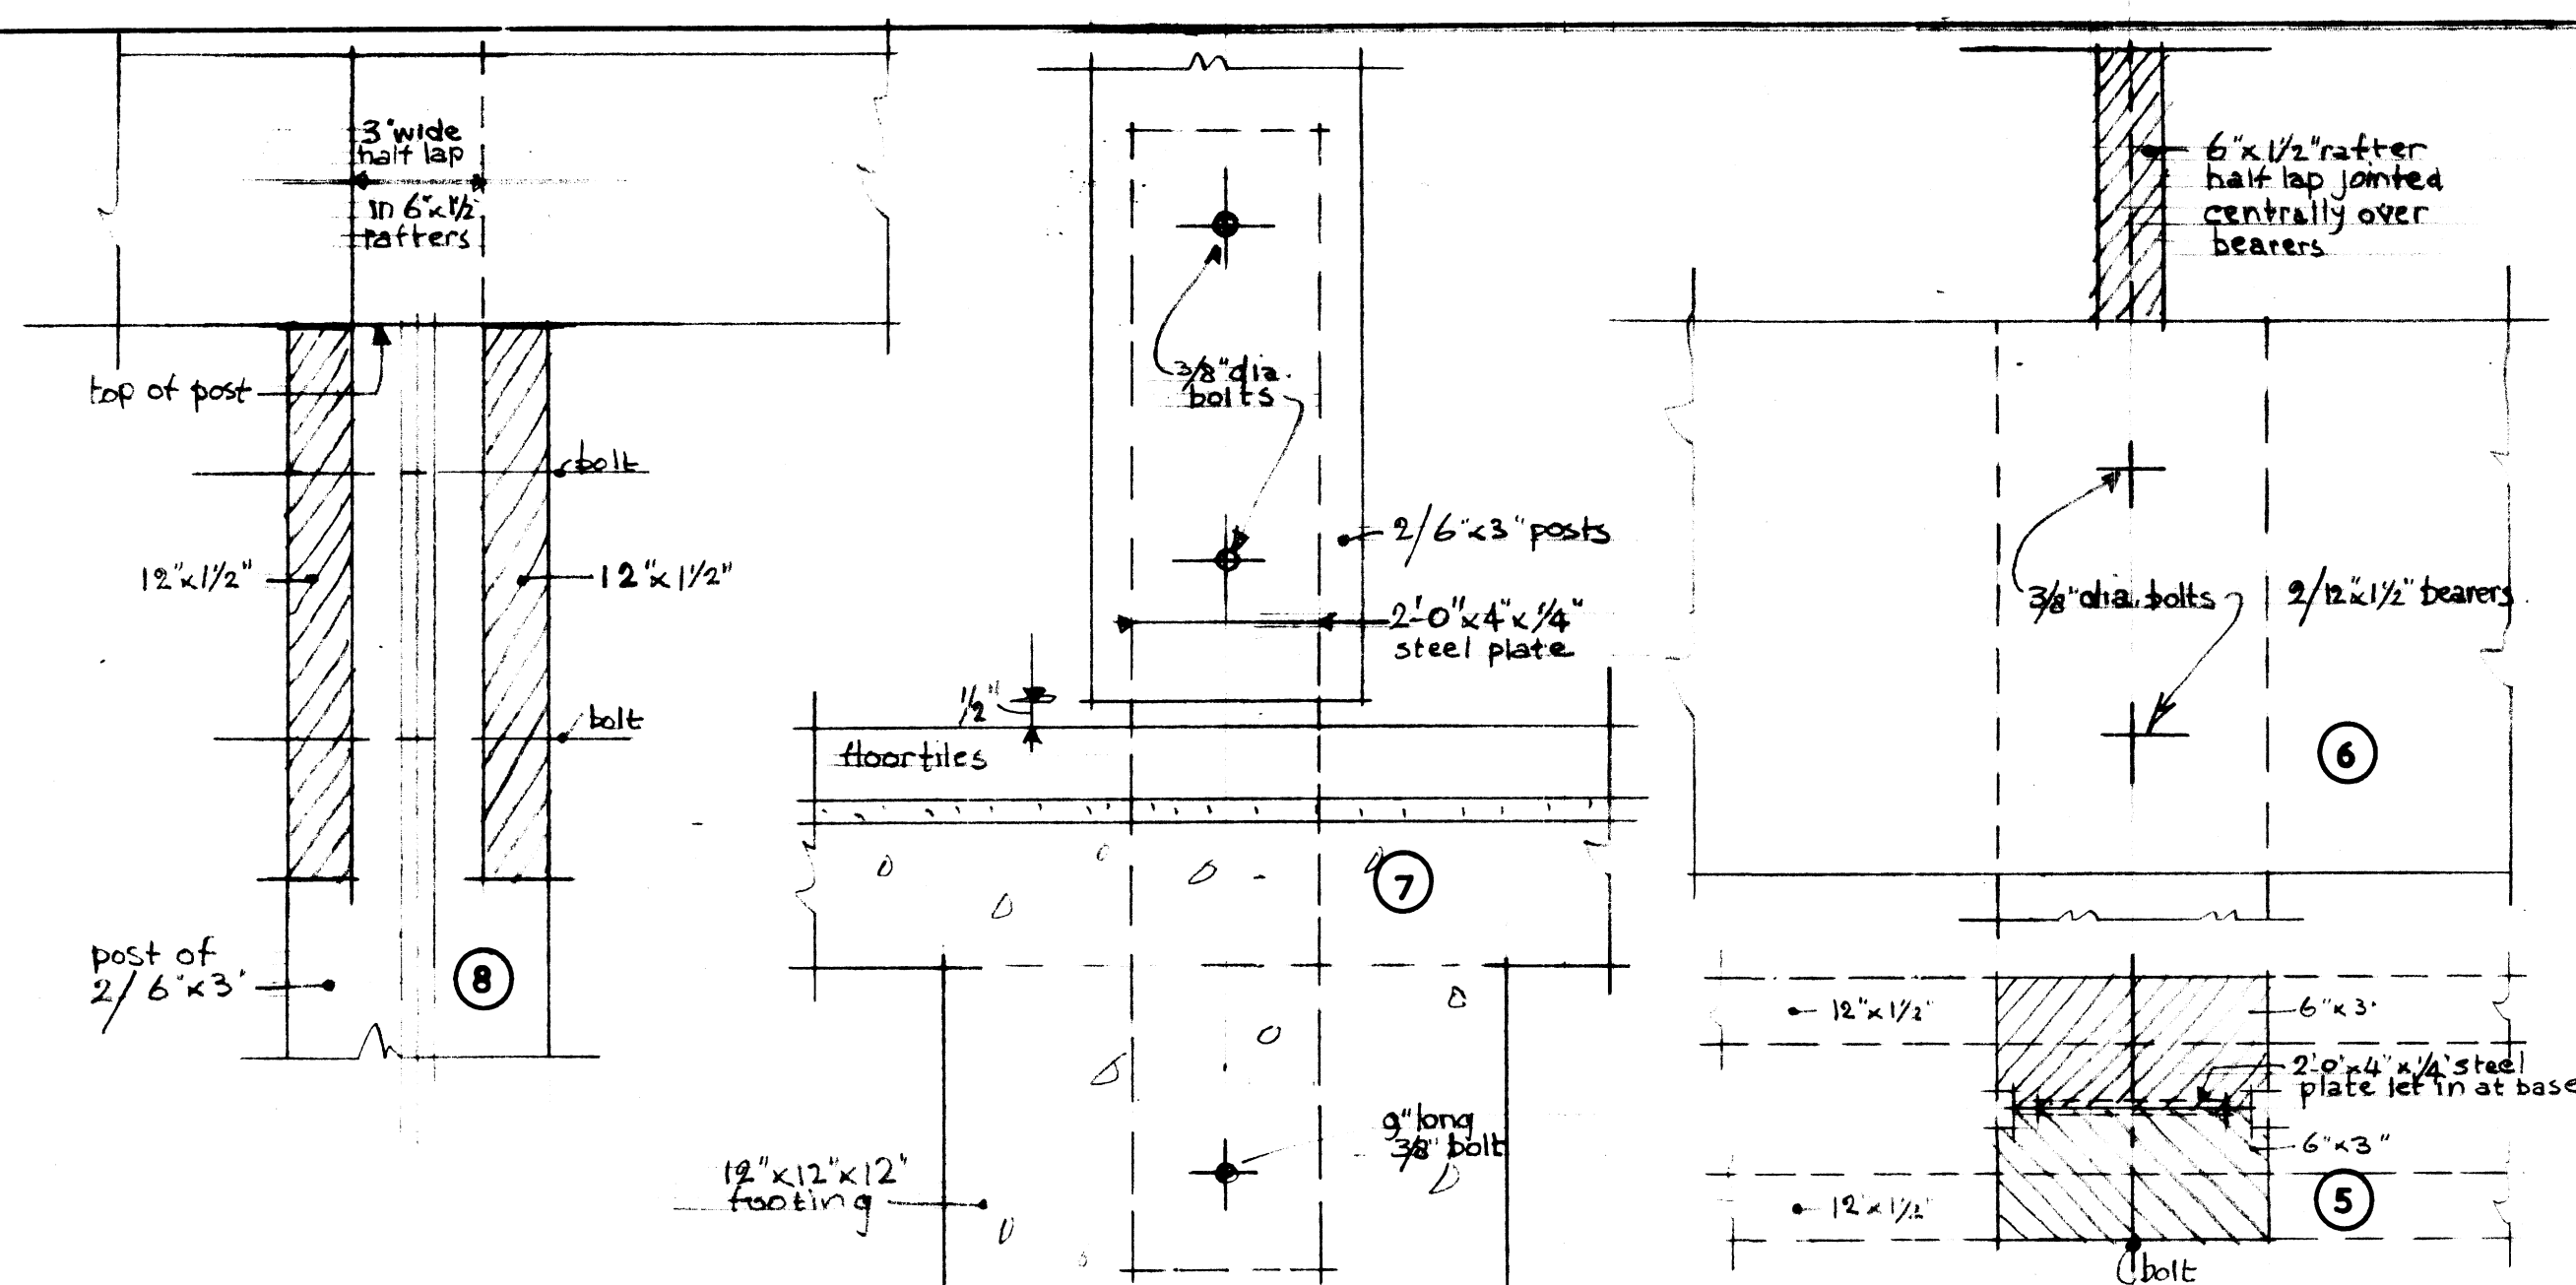 3" wide
half lap
in 6"x1½
rafters
top of post
bolt
12"x1½"
12"x1½"
bolt
post of
2/ 6"x3"
8
3/8" dia.
bolts
2/6"x3" posts
2'-0"x4"x¼"
steel plate
½"
floor tiles
7
9" long
3/8" bolt
12"x12"x12"
footing
6"x1½" rafter
half lap jointed
centrally over
bearers
3/8" dia. bolts
2/12"x1½" bearers
6
12"x1½"
6"x3"
2'0"x4"x¼" steel
plate let in at base
6"x3"
12"x1½"
5
bolt